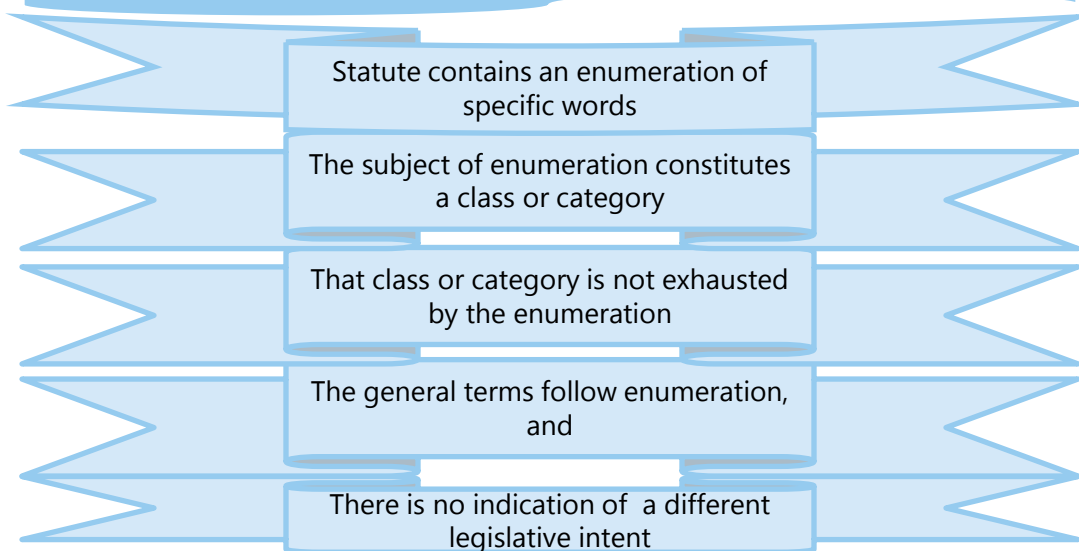 Statute contains an enumeration of
specific words
The subject of enumeration constitutes
a class or category
That class or category is not exhausted
by the enumeration
The general terms follow enumeration,
and
There is no indication of  a different
legislative intent